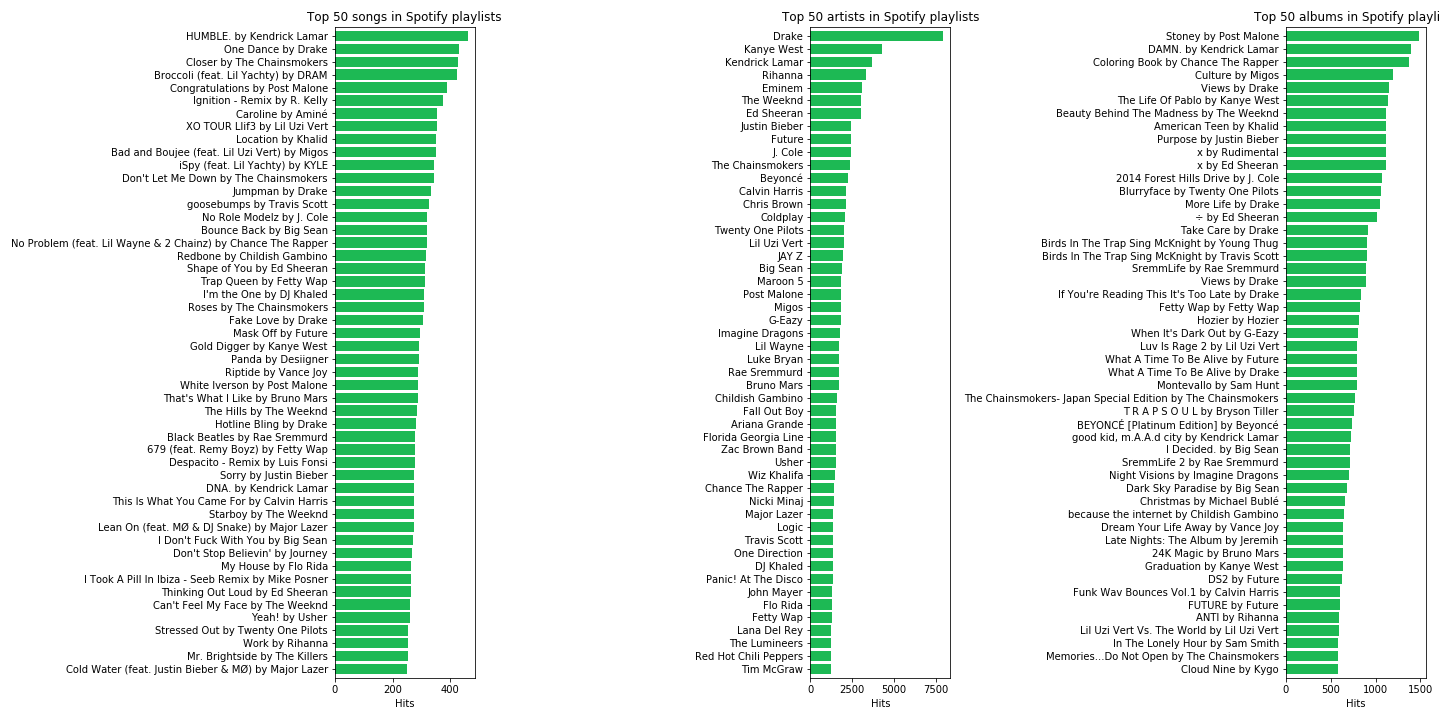 Top 50 songs in Spotify playlists
HUMBLE. by Kendrick Lamar
One Dance by Drake
Closer by The Chainsmokers
Broccoli (feat. Lil Yachty) by DRAM
Congratulations by Post Malone
Ignition - Remix by R. Kelly
Caroline by Aminé
XO TOUR Llif3 by Lil Uzi Vert
Location by Khalid
Bad and Boujee (feat. Lil Uzi Vert) by Migos
iSpy (feat. Lil Yachty) by KYLE
Don't Let Me Down by The Chainsmokers
Jumpman by Drake
goosebumps by Travis Scott
No Role Modelz by J. Cole
Bounce Back by Big Sean
No Problem (feat. Lil Wayne & 2 Chainz) by Chance The Rapper
Redbone by Childish Gambino
Shape of You by Ed Sheeran
Trap Queen by Fetty Wap
I'm the One by DJ Khaled
Roses by The Chainsmokers
Fake Love by Drake
Mask Off by Future
Gold Digger by Kanye West
Panda by Desiigner
Riptide by Vance Joy
White Iverson by Post Malone
That's What I Like by Bruno Mars
The Hills by The Weeknd
Hotline Bling by Drake
Black Beatles by Rae Sremmurd
679 (feat. Remy Boyz) by Fetty Wap
Despacito - Remix by Luis Fonsi
Sorry by Justin Bieber
DNA. by Kendrick Lamar
This Is What You Came For by Calvin Harris
Starboy by The Weeknd
Lean On (feat. MØ & DJ Snake) by Major Lazer
I Don't Fuck With You by Big Sean
Don't Stop Believin' by Journey
My House by Flo Rida
I Took A Pill In Ibiza - Seeb Remix by Mike Posner
Thinking Out Loud by Ed Sheeran
Can't Feel My Face by The Weeknd
Yeah! by Usher
Stressed Out by Twenty One Pilots
Work by Rihanna
Mr. Brightside by The Killers
Cold Water (feat. Justin Bieber & MØ) by Major Lazer
0 200 400
Hits
Top 50 artists in Spotify playlists
Drake
Kanye West
Kendrick Lamar
Rihanna
Eminem
The Weeknd
Ed Sheeran
Justin Bieber
Future
J. Cole
The Chainsmokers
Beyoncé
Calvin Harris
Chris Brown
Coldplay
Twenty One Pilots
Lil Uzi Vert
JAY Z
Big Sean
Maroon 5
Post Malone
Migos
G-Eazy
Imagine Dragons
Lil Wayne
Luke Bryan
Rae Sremmurd
Bruno Mars
Childish Gambino
Fall Out Boy
Ariana Grande
Florida Georgia Line
Zac Brown Band
Usher
Wiz Khalifa
Chance The Rapper
Nicki Minaj
Major Lazer
Logic
Travis Scott
One Direction
DJ Khaled
Panic! At The Disco
John Mayer
Flo Rida
Fetty Wap
Lana Del Rey
The Lumineers
Red Hot Chili Peppers
Tim McGraw
0 2500 5000 7500
Hits
Top 50 albums in Spotify playli
Stoney by Post Malone
DAMN. by Kendrick Lamar
Coloring Book by Chance The Rapper
Culture by Migos
Views by Drake
The Life Of Pablo by Kanye West
Beauty Behind The Madness by The Weeknd
American Teen by Khalid
Purpose by Justin Bieber
x by Rudimental
x by Ed Sheeran
2014 Forest Hills Drive by J. Cole
Blurryface by Twenty One Pilots
More Life by Drake
÷ by Ed Sheeran
Take Care by Drake
Birds In The Trap Sing McKnight by Young Thug
Birds In The Trap Sing McKnight by Travis Scott
SremmLife by Rae Sremmurd
Views by Drake
If You're Reading This It's Too Late by Drake
Fetty Wap by Fetty Wap
Hozier by Hozier
When It's Dark Out by G-Eazy
Luv Is Rage 2 by Lil Uzi Vert
What A Time To Be Alive by Future
What A Time To Be Alive by Drake
Montevallo by Sam Hunt
The Chainsmokers- Japan Special Edition by The Chainsmokers
T R A P S O U L by Bryson Tiller
BEYONCÉ [Platinum Edition] by Beyoncé
good kid, m.A.A.d city by Kendrick Lamar
I Decided. by Big Sean
SremmLife 2 by Rae Sremmurd
Night Visions by Imagine Dragons
Dark Sky Paradise by Big Sean
Christmas by Michael Bublé
because the internet by Childish Gambino
Dream Your Life Away by Vance Joy
Late Nights: The Album by Jeremih
24K Magic by Bruno Mars
Graduation by Kanye West
DS2 by Future
Funk Wav Bounces Vol.1 by Calvin Harris
FUTURE by Future
ANTI by Rihanna
Lil Uzi Vert Vs. The World by Lil Uzi Vert
In The Lonely Hour by Sam Smith
Memories...Do Not Open by The Chainsmokers
Cloud Nine by Kygo
0 500 1000 1500
Hits